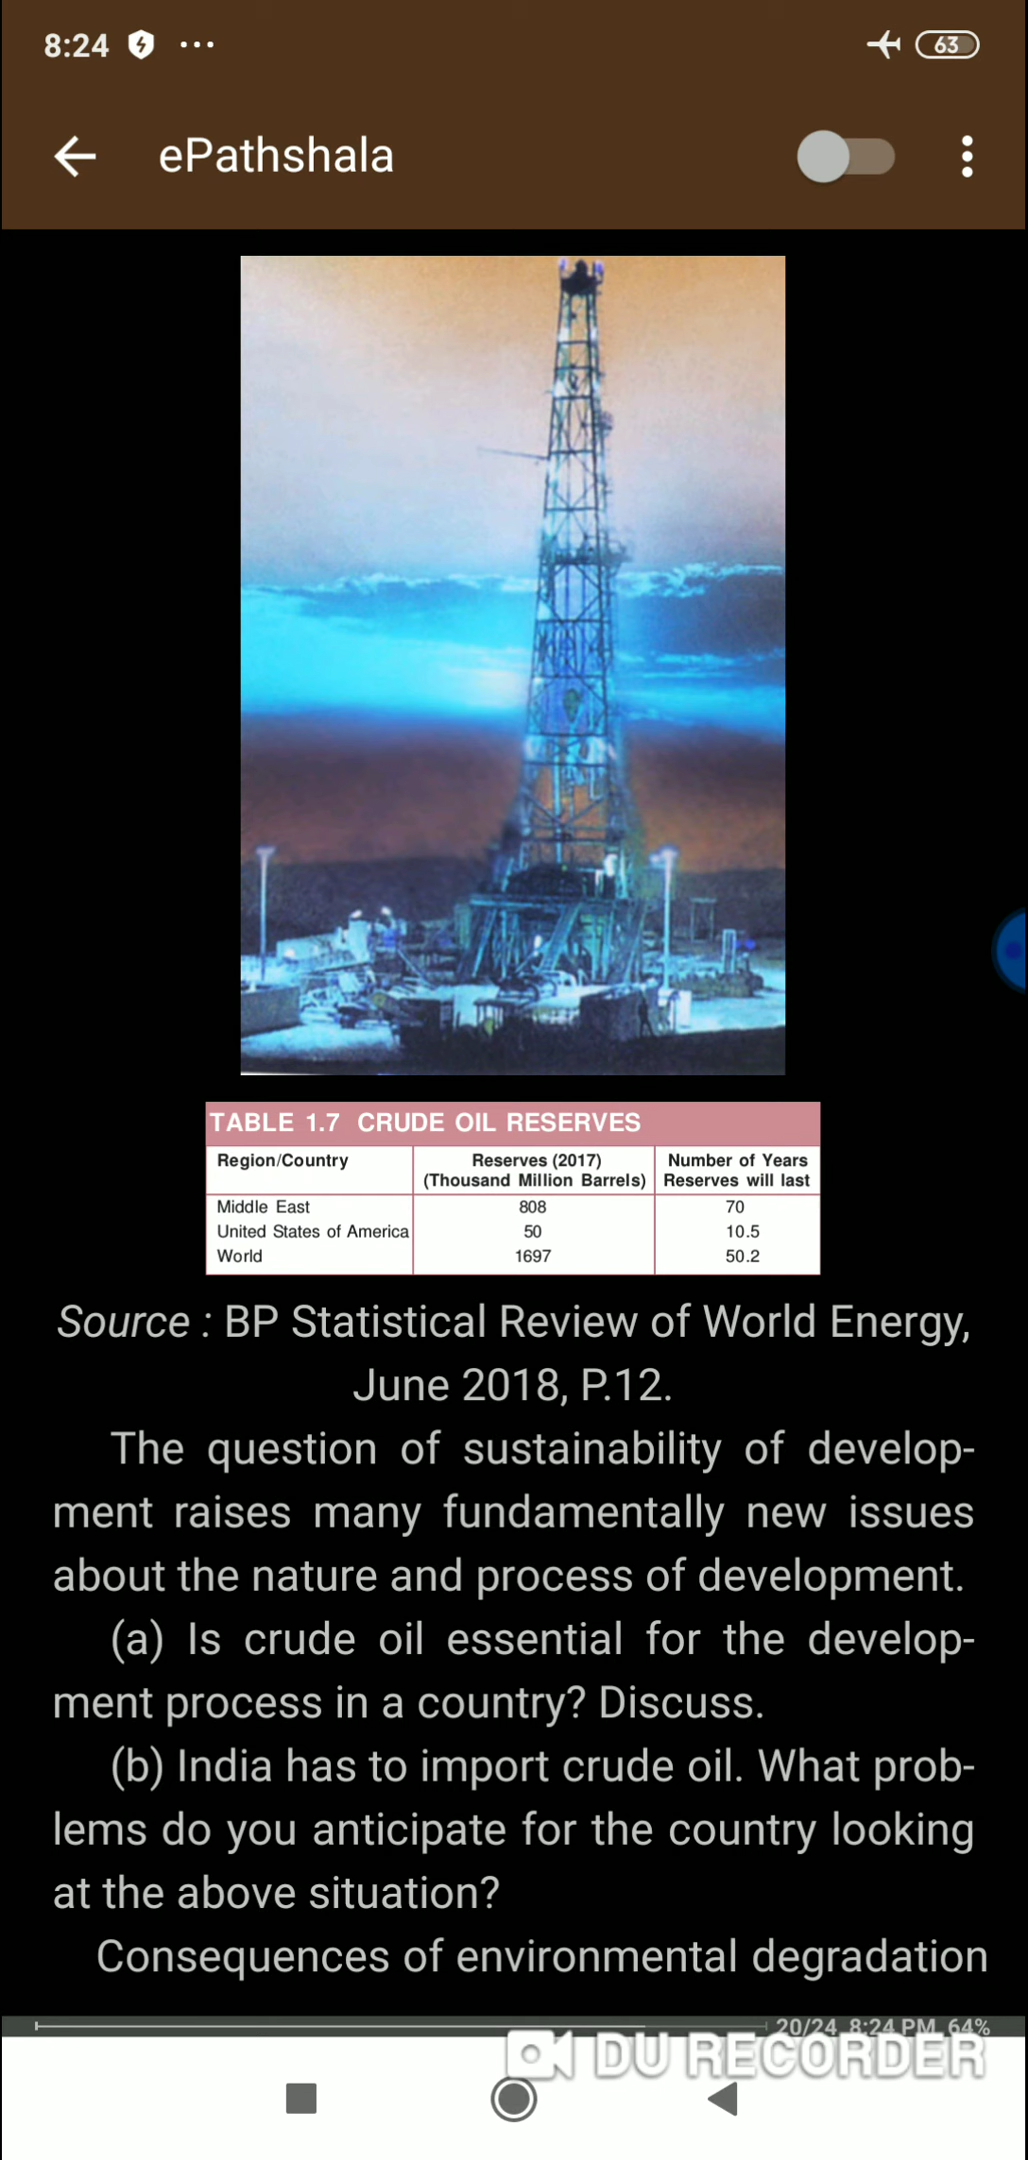 8:24 ...
63
ePathshala
TABLE 1.7 CRUDE OIL RESERVES
Region/Country Reserves (2017) Number of Years
(Thousand Million Barrels) Reserves will last
Middle East 808 70
United States of America 50 10.5
World 1697 50.2
Source : BP Statistical Review of World Energy,
June 2018, P.12.
The question of sustainability of develop-
ment raises many fundamentally new issues
about the nature and process of development.
(a) Is crude oil essential for the develop-
ment process in a country? Discuss.
(b) India has to import crude oil. What prob-
lems do you anticipate for the country looking
at the above situation?
Consequences of environmental degradation
20/24 8:24 PM 64%
DU RECORDER